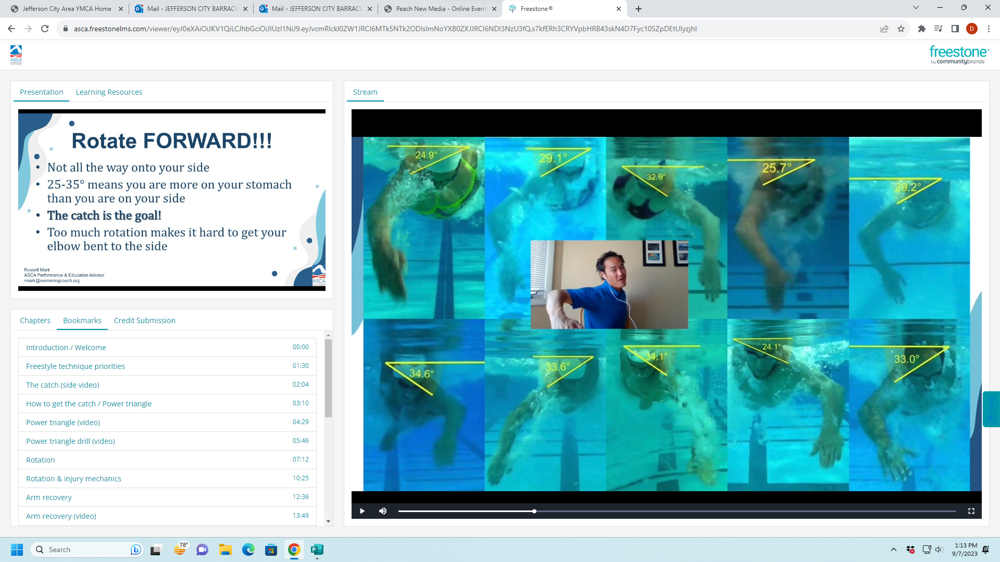 Jefferson City Area YMCA Home
Mail - JEFFERSON CITY BARRACU
Mail - JEFFERSON CITY BARRACU
Peach New Media - Online Event
Freestone®
asca.freestonelms.com/viewer/eyJ0eXAiOiJKV1QiLCJhbGciOiJIUzI1NiJ9.eyJvcmRlckl0ZW1JRCI6MTk5NTk2ODIsImNoYXB0ZXJJRCI6NDI3NzU3fQ.s7kfERh3CRYVpbHRB43skN4D7Fyc10SZpDEtUlyzjhI
D
ASCA
freestone
by communitybrands
Presentation
Learning Resources
Stream
Rotate FORWARD!!!
• Not all the way onto your side
• 25-35° means you are more on your stomach
than you are on your side
• The catch is the goal!
• Too much rotation makes it hard to get your
elbow bent to the side
Russell Mark
ASCA Performance & Education Advisor
rmark@swimmingcoach.org
ASCA
24.9°
29.1°
32.9°
25.7°
29.2°
34.6°
33.6°
34.1°
24.1°
33.0°
Help
Chapters
Bookmarks
Credit Submission
Introduction / Welcome 00:00
Freestyle technique priorities 01:30
The catch (side video) 02:04
How to get the catch / Power triangle 03:10
Power triangle (video) 04:29
Power triangle drill (video) 05:46
Rotation 07:12
Rotation & injury mechanics 10:25
Arm recovery 12:36
Arm recovery (video) 13:49
Search
78°
1:13 PM
9/7/2023